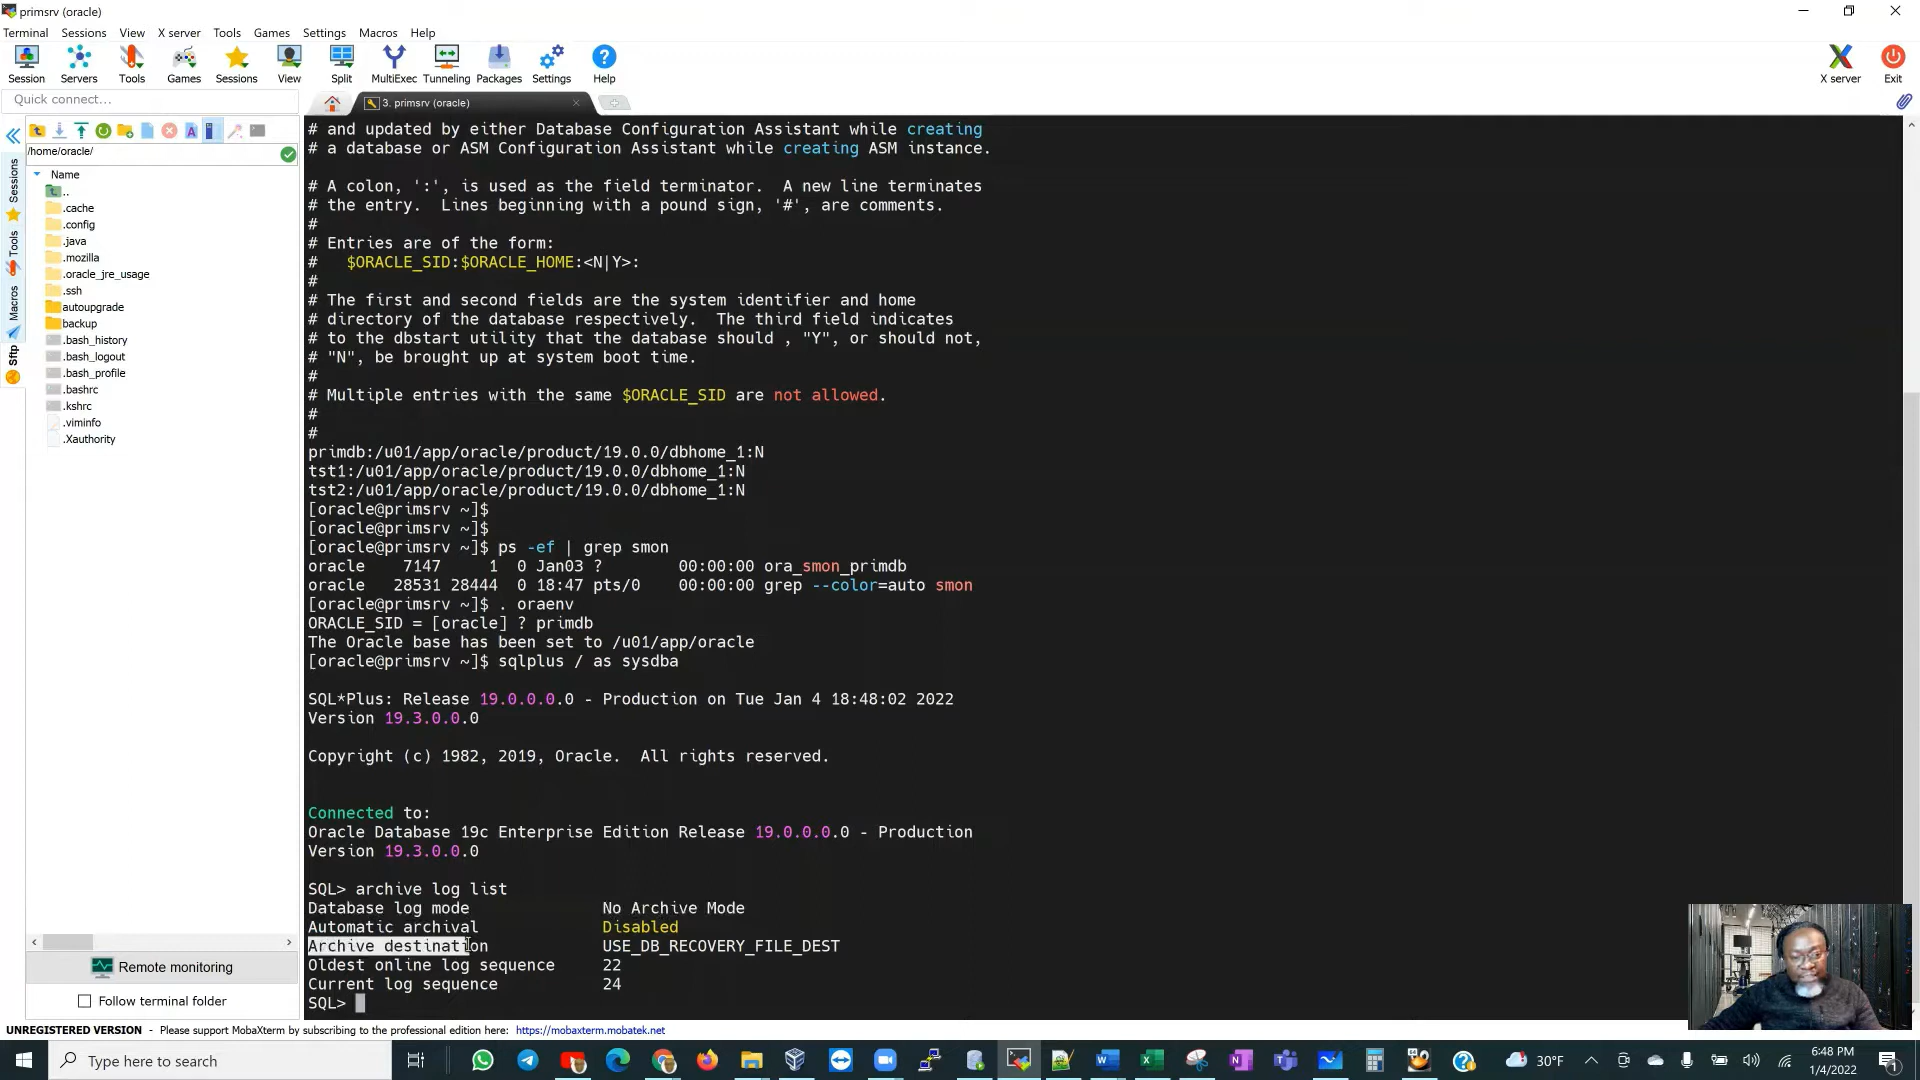 primsrv (oracle)
Terminal Sessions View X server Tools Games Settings Macros Help
Session Servers Tools Games Sessions View Split MultiExec Tunneling Packages Settings Help X server Exit
Quick connect...
3. primsrv (oracle)
/home/oracle/
Name
..
.cache
.config
.java
.mozilla
.oracle_jre_usage
.ssh
autoupgrade
backup
.bash_history
.bash_logout
.bash_profile
.bashrc
.kshrc
.viminfo
.Xauthority
Sessions
Tools
Macros
Sftp
Remote monitoring
Follow terminal folder
# and updated by either Database Configuration Assistant while creating
# a database or ASM Configuration Assistant while creating ASM instance.
# A colon, ':', is used as the field terminator.  A new line terminates
# the entry.  Lines beginning with a pound sign, '#', are comments.
#
# Entries are of the form:
#   $ORACLE_SID:$ORACLE_HOME:<N|Y>:
#
# The first and second fields are the system identifier and home
# directory of the database respectively.  The third field indicates
# to the dbstart utility that the database should , "Y", or should not,
# "N", be brought up at system boot time.
#
# Multiple entries with the same $ORACLE_SID are not allowed.
#
#
primdb:/u01/app/oracle/product/19.0.0/dbhome_1:N
tst1:/u01/app/oracle/product/19.0.0/dbhome_1:N
tst2:/u01/app/oracle/product/19.0.0/dbhome_1:N
[oracle@primsrv ~]$
[oracle@primsrv ~]$
[oracle@primsrv ~]$ ps -ef | grep smon
oracle    7147     1  0 Jan03 ?        00:00:00 ora_smon_primdb
oracle   28531 28444  0 18:47 pts/0    00:00:00 grep --color=auto smon
[oracle@primsrv ~]$ . oraenv
ORACLE_SID = [oracle] ? primdb
The Oracle base has been set to /u01/app/oracle
[oracle@primsrv ~]$ sqlplus / as sysdba
SQL*Plus: Release 19.0.0.0.0 - Production on Tue Jan 4 18:48:02 2022
Version 19.3.0.0.0
Copyright (c) 1982, 2019, Oracle.  All rights reserved.
Connected to:
Oracle Database 19c Enterprise Edition Release 19.0.0.0.0 - Production
Version 19.3.0.0.0
SQL> archive log list
Database log mode              No Archive Mode
Automatic archival             Disabled
Archive destination            USE_DB_RECOVERY_FILE_DEST
Oldest online log sequence     22
Current log sequence           24
SQL>
UNREGISTERED VERSION - Please support MobaXterm by subscribing to the professional edition here: https://mobaxterm.mobatek.net
Type here to search
30°F
6:48 PM
1/4/2022
1